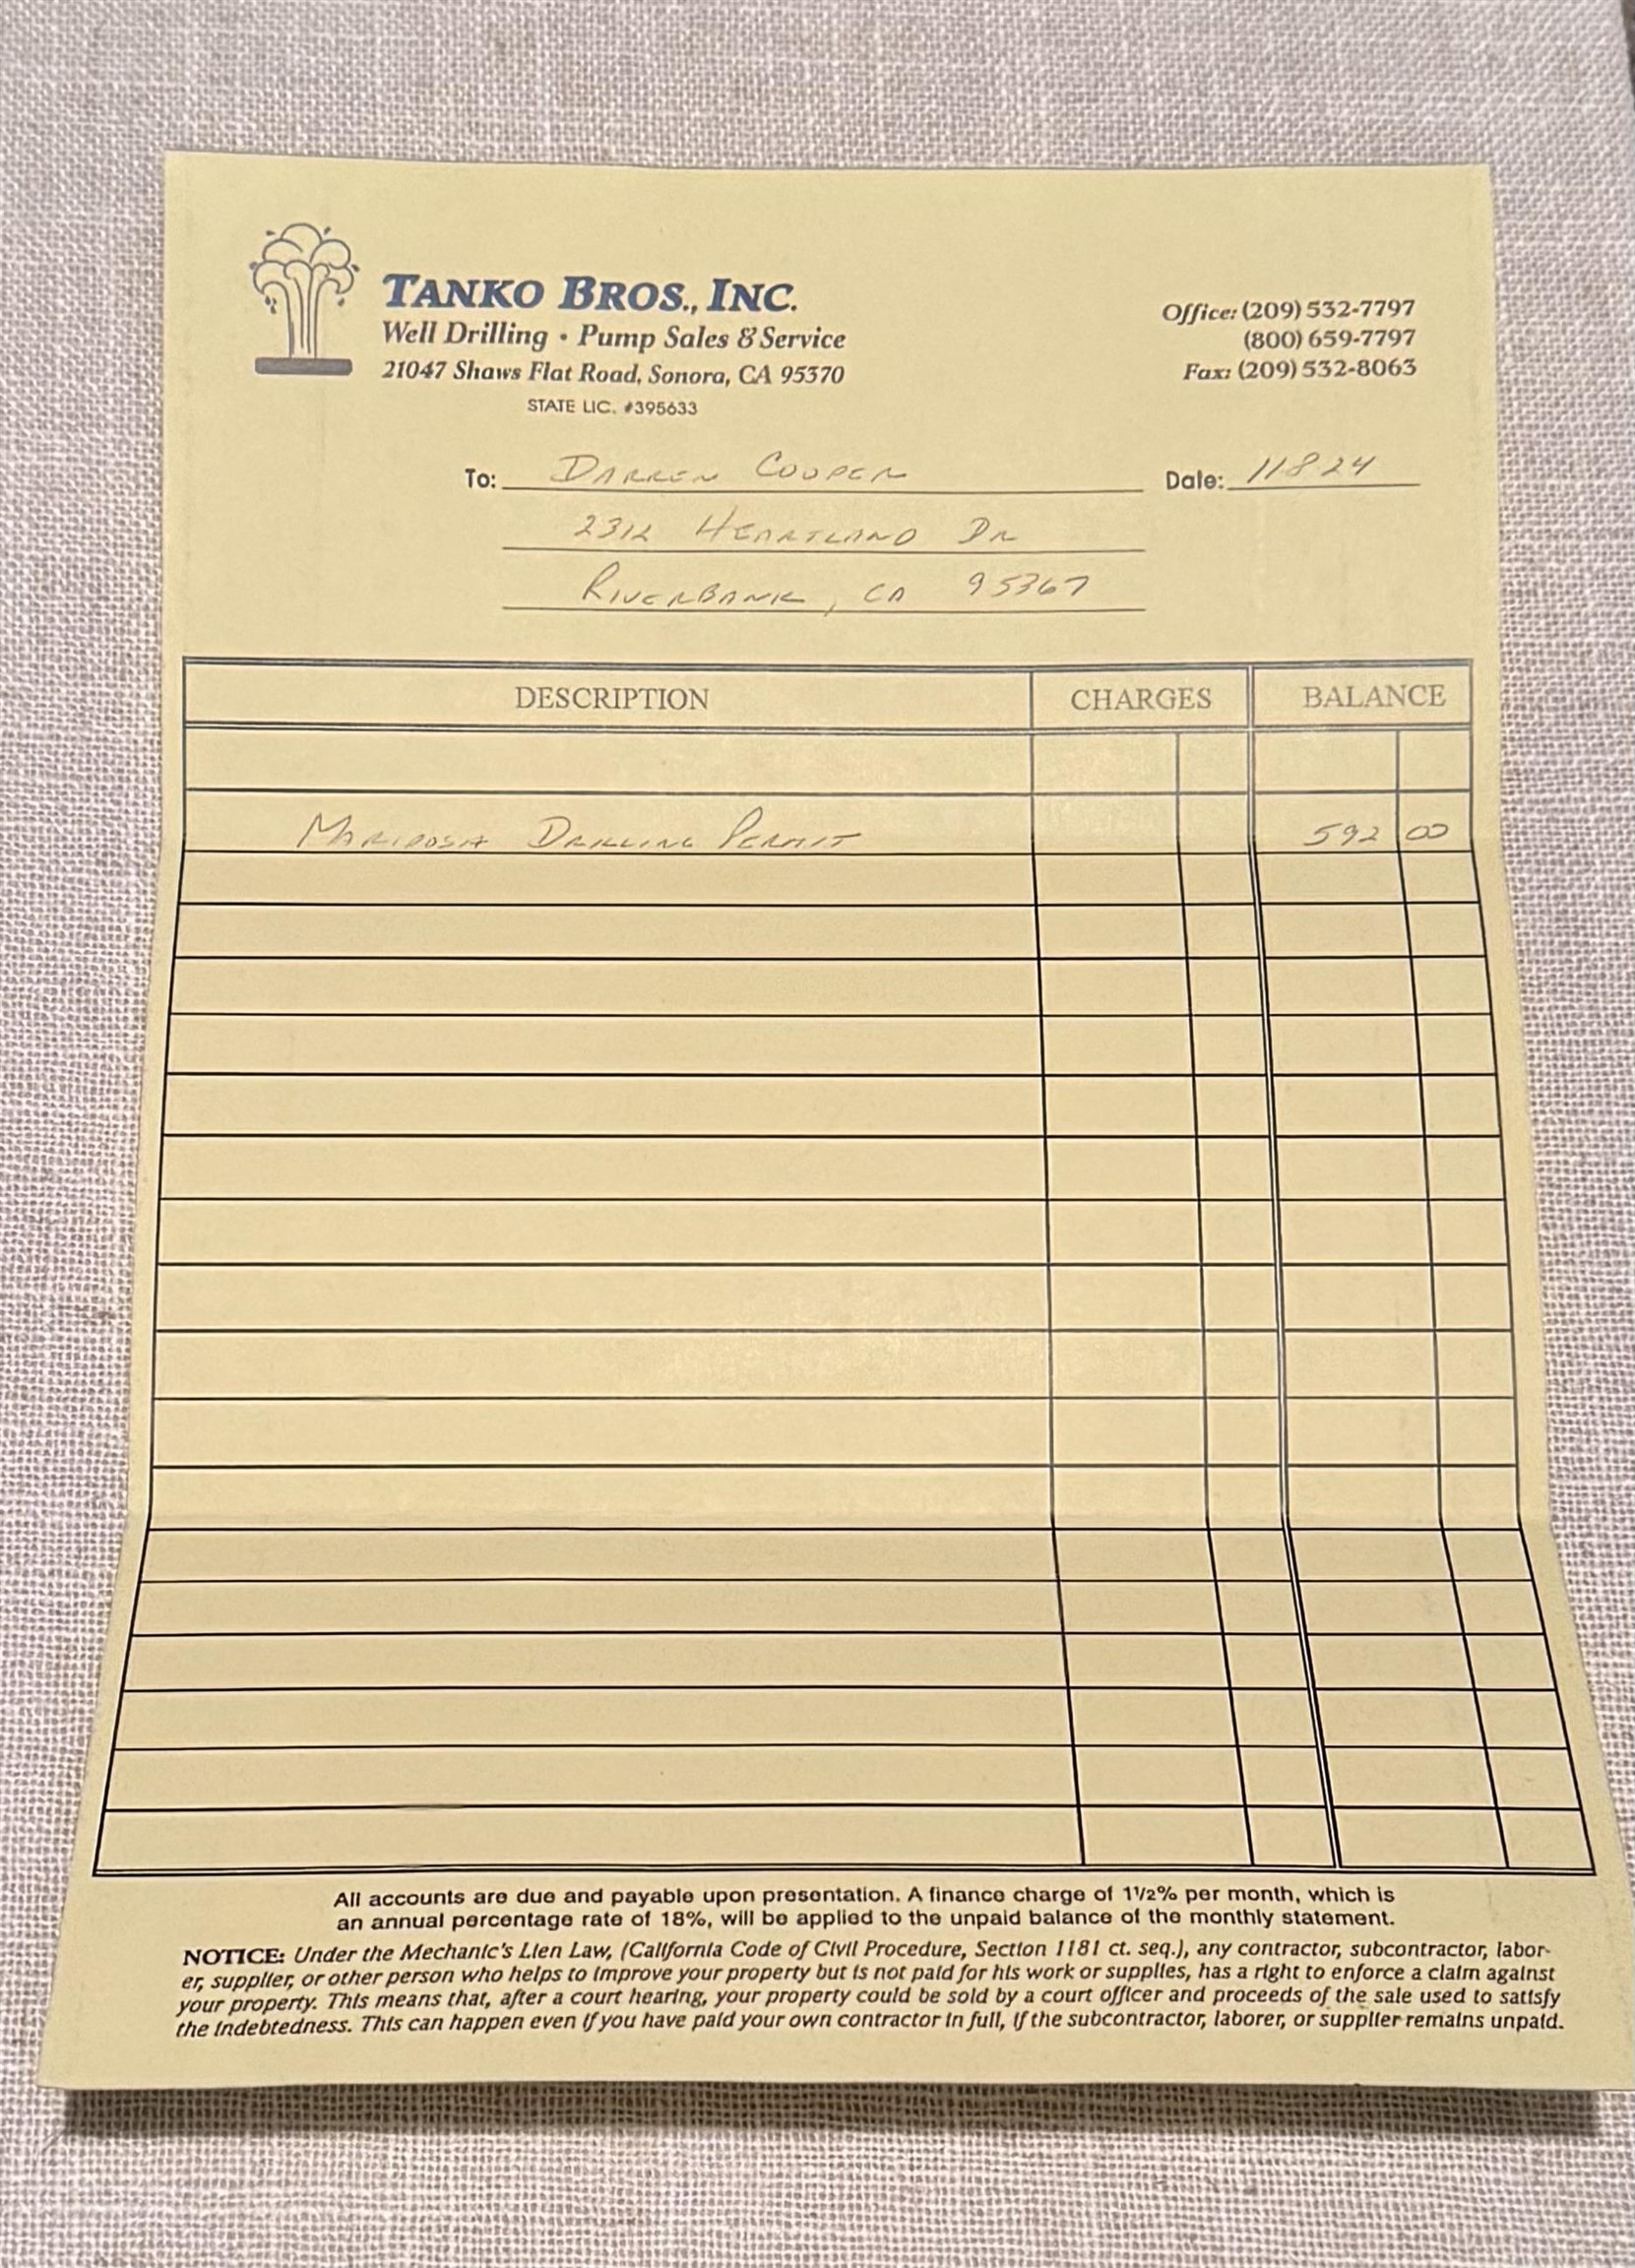 TANKO BROS., INC.
Well Drilling • Pump Sales & Service
21047 Shaws Flat Road, Sonora, CA 95370
STATE LIC. #395633
Office: (209) 532-7797
(800) 659-7797
Fax: (209) 532-8063
To: DARREN COOPER
Date: 11824
2312 HEARTLAND DR
RIVERBANK, CA 95367
DESCRIPTION CHARGES BALANCE
MARIPOSA DRILLING PERMIT 592 00
All accounts are due and payable upon presentation. A finance charge of 1 1/2% per month, which is
an annual percentage rate of 18%, will be applied to the unpaid balance of the monthly statement.
NOTICE: Under the Mechanic's Lien Law, (California Code of Civil Procedure, Section 1181 ct. seq.), any contractor, subcontractor, labor-
er, supplier, or other person who helps to improve your property but is not paid for his work or supplies, has a right to enforce a claim against
your property. This means that, after a court hearing, your property could be sold by a court officer and proceeds of the sale used to satisfy
the indebtedness. This can happen even if you have paid your own contractor in full, if the subcontractor, laborer, or supplier remains unpaid.